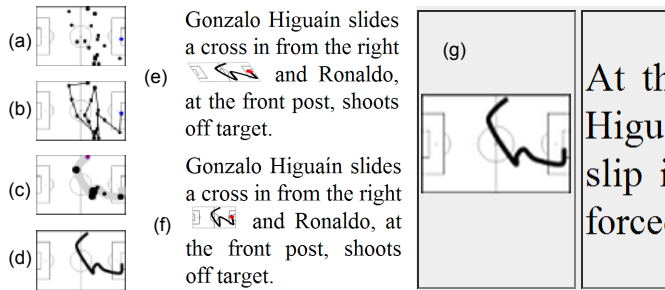 (a)
(b)
(c)
(d)
(e)
Gonzalo Higuaín slides
a cross in from the right
and Ronaldo,
at the front post, shoots
off target.
(f)
Gonzalo Higuaín slides
a cross in from the right
and Ronaldo, at
the front post, shoots
off target.
(g)
At th
Higu
slip i
force